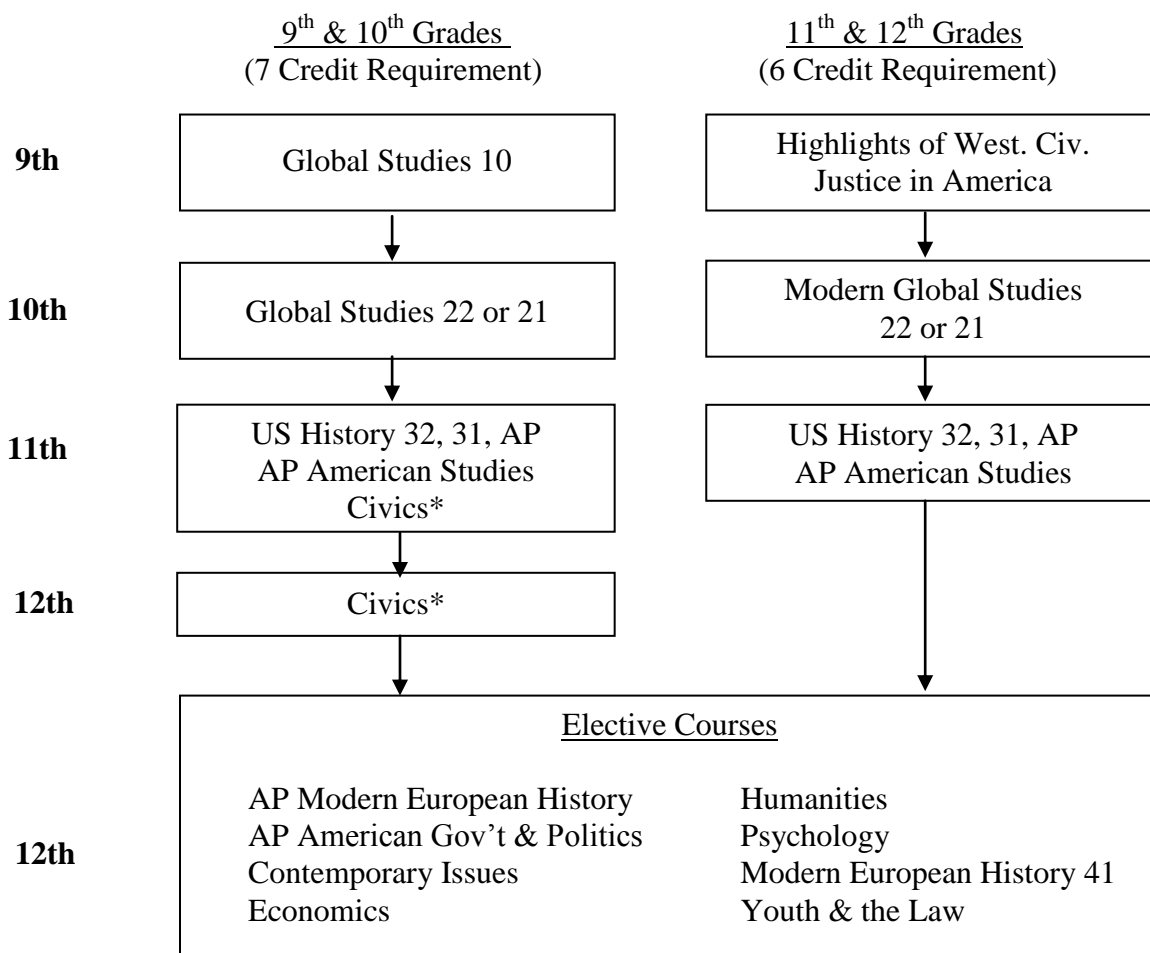 9th & 10th Grades
(7 Credit Requirement)
11th & 12th Grades
(6 Credit Requirement)
9th
Global Studies 10
Highlights of West. Civ.
Justice in America
10th
Global Studies 22 or 21
Modern Global Studies
22 or 21
11th
US History 32, 31, AP
AP American Studies
Civics*
US History 32, 31, AP
AP American Studies
12th
Civics*
Elective Courses
12th
AP Modern European History
AP American Gov’t & Politics
Contemporary Issues
Economics
Humanities
Psychology
Modern European History 41
Youth & the Law